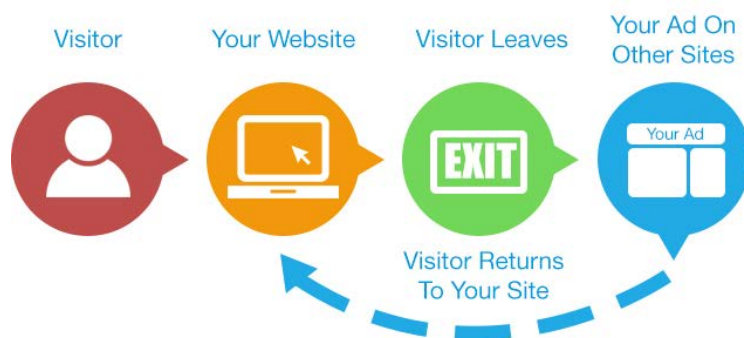 Visitor
Your Website
Visitor Leaves
Your Ad On
Other Sites
EXIT
Your Ad
Visitor Returns
To Your Site